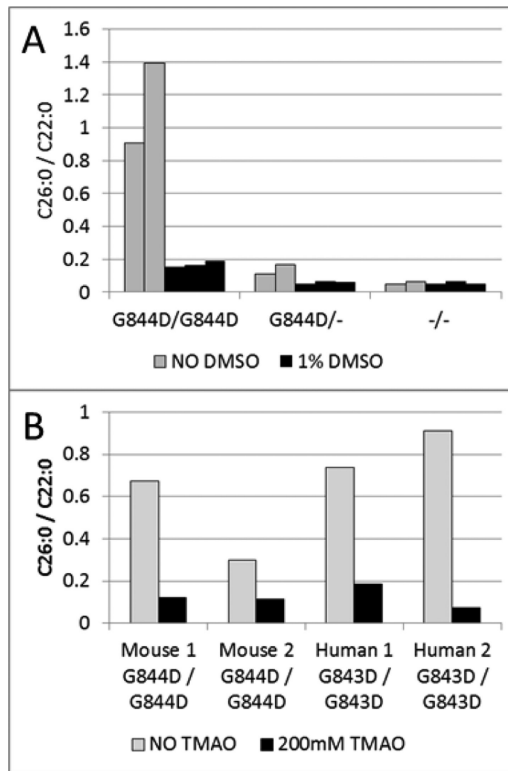 A
C26:0 / C22:0
1.6
1.4
1.2
1
0.8
0.6
0.4
0.2
0
G844D/G844D G844D/- -/-
NO DMSO 1% DMSO
B
C26:0 / C22:0
1
0.8
0.6
0.4
0.2
0
Mouse 1 Mouse 2 Human 1 Human 2
G844D / G844D / G843D / G843D /
G844D G844D G843D G843D
NO TMAO 200mM TMAO